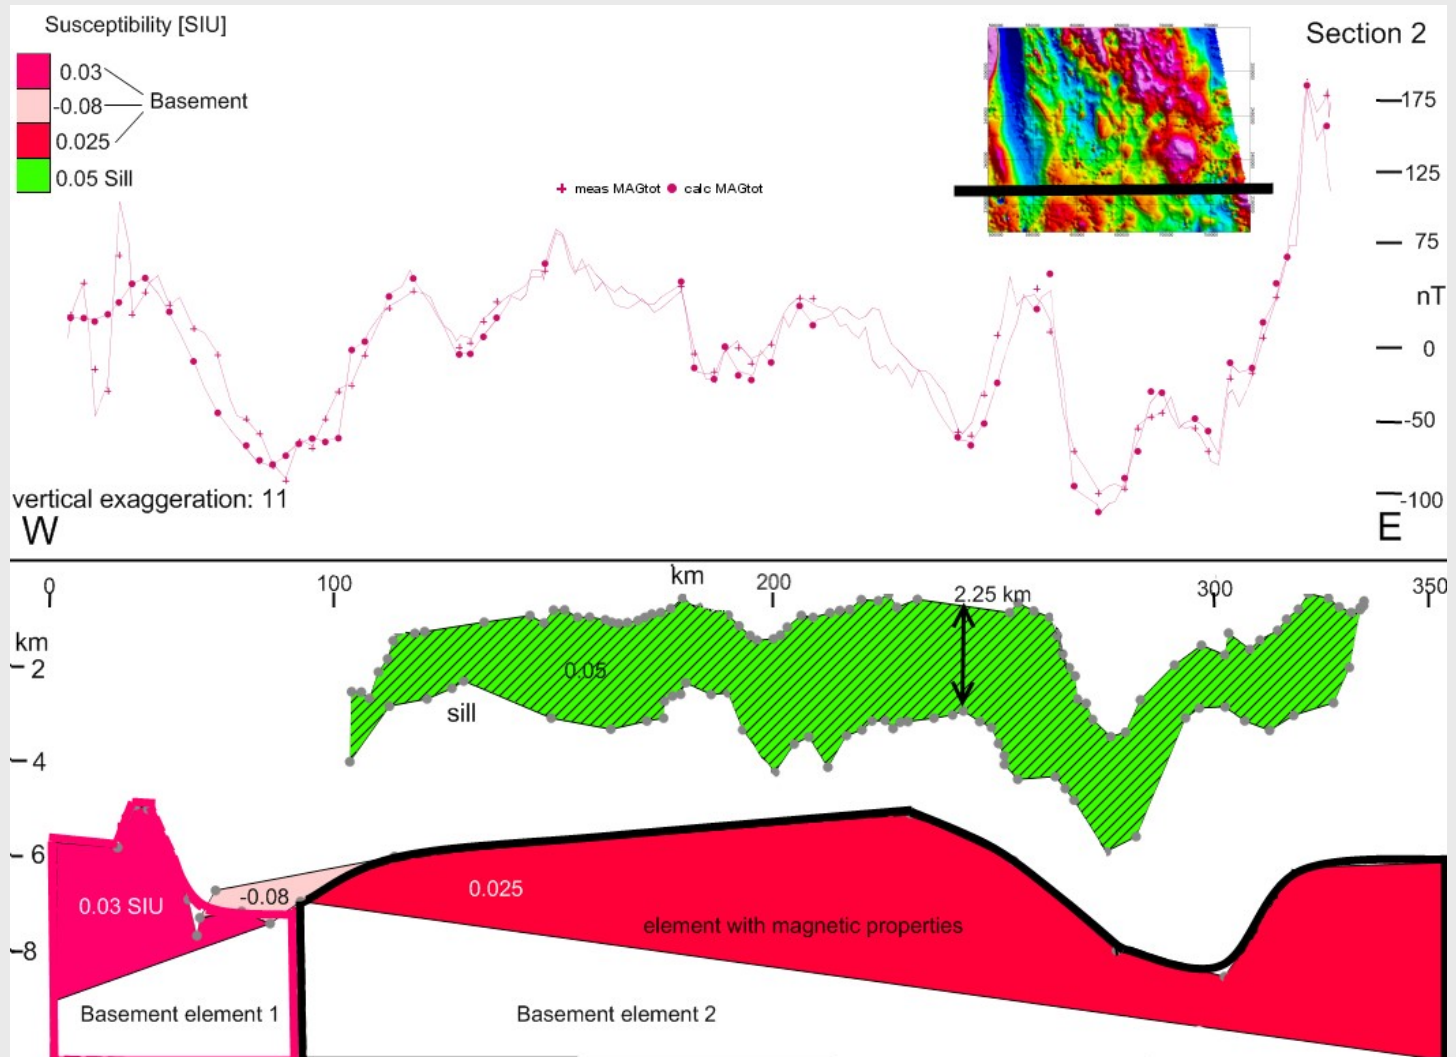 Susceptibility [SIU]
Section 2
0.03
-0.08
Basement
0.025
0.05 Sill
175
125
meas MAGtot
calc MAGtot
75
nT
0
-50
-100
vertical exaggeration: 11
W
E
0
100
km
200
2.25 km
300
350
km
2
0.05
sill
4
6
-0.08
0.025
0.03 SIU
element with magnetic properties
8
Basement element 1
Basement element 2